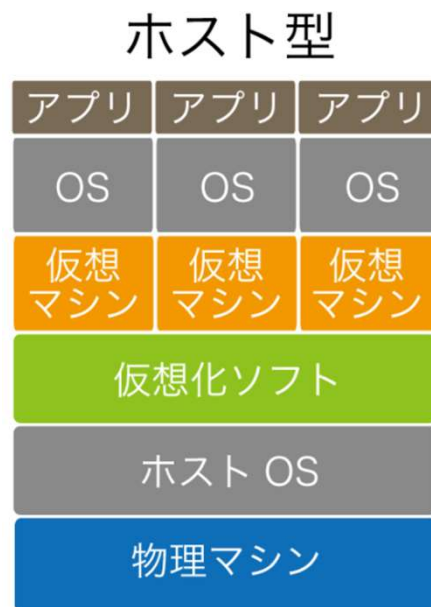 ホスト型
アプリ アプリ アプリ
OS OS OS
仮想 仮想 仮想
マシン マシン マシン
仮想化ソフト
ホスト OS
物理マシン